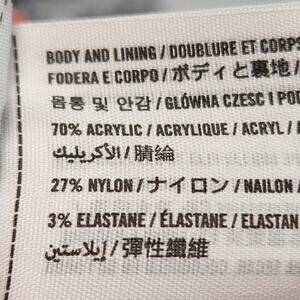 BODY AND LINING / DOUBLURE ET CORPS
FODERA E CORPO / ボディと裏地 /
몸통 및 안감 / GŁÓWNA CZESC I POD
70% ACRYLIC / ACRYLIQUE / ACRYL /
الأكريليك / 腈綸
27% NYLON / ナイロン / NAILON /
3% ELASTANE / ÉLASTANE / ELASTAN
إيلاستين / 彈性纖維